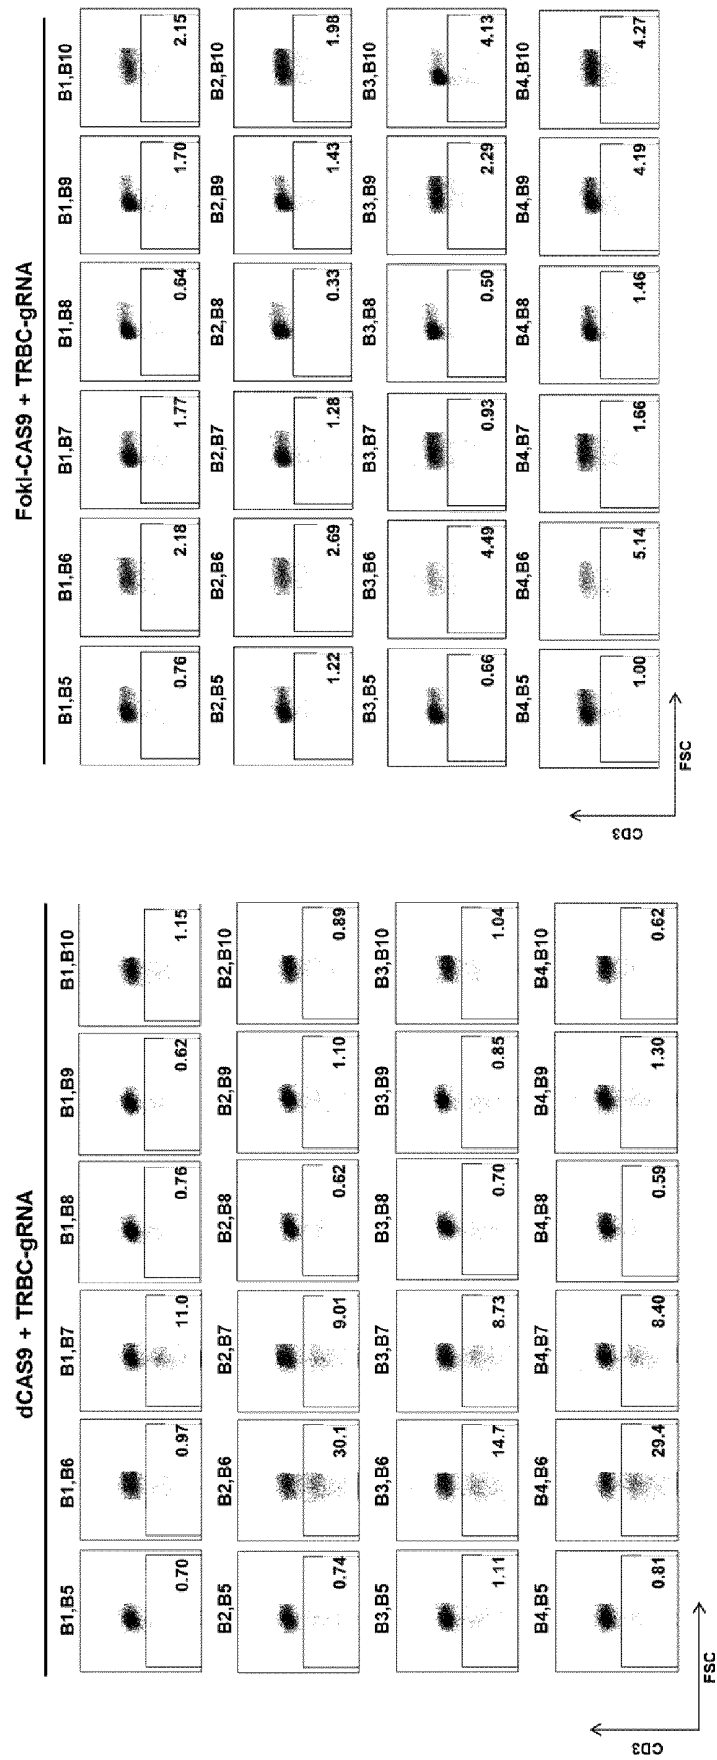 dCAS9 + TRBC-gRNA
B1,B5 B1,B6 B1,B7 B1,B8 B1,B9 B1,B10
0.70 0.97 11.0 0.76 0.62 1.15
B2,B5 B2,B6 B2,B7 B2,B8 B2,B9 B2,B10
0.74 30.1 9.01 0.62 1.10 0.89
B3,B5 B3,B6 B3,B7 B3,B8 B3,B9 B3,B10
1.11 14.7 8.73 0.70 0.85 1.04
B4,B5 B4,B6 B4,B7 B4,B8 B4,B9 B4,B10
0.81 29.4 8.40 0.59 1.30 0.62
CD3
FSC
FokI-CAS9 + TRBC-gRNA
B1,B5 B1,B6 B1,B7 B1,B8 B1,B9 B1,B10
0.76 2.18 1.77 0.64 1.70 2.15
B2,B5 B2,B6 B2,B7 B2,B8 B2,B9 B2,B10
1.22 2.69 1.28 0.33 1.43 1.98
B3,B5 B3,B6 B3,B7 B3,B8 B3,B9 B3,B10
0.66 4.49 0.93 0.50 2.29 4.13
B4,B5 B4,B6 B4,B7 B4,B8 B4,B9 B4,B10
1.00 5.14 1.66 1.46 4.19 4.27
CD3
FSC